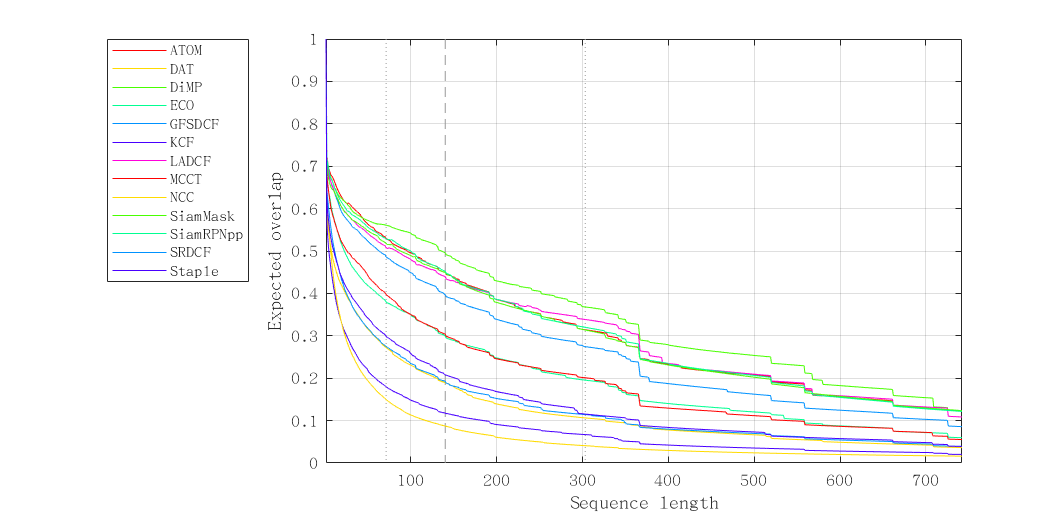 ATOM
DAT
DiMP
ECO
GFSDCF
KCF
LADCF
MCCT
NCC
SiamMask
SiamRPNpp
SRDCF
Staple
1
0.9
0.8
0.7
0.6
0.5
0.4
0.3
0.2
0.1
0
Expected overlap
100 200 300 400 500 600 700
Sequence length